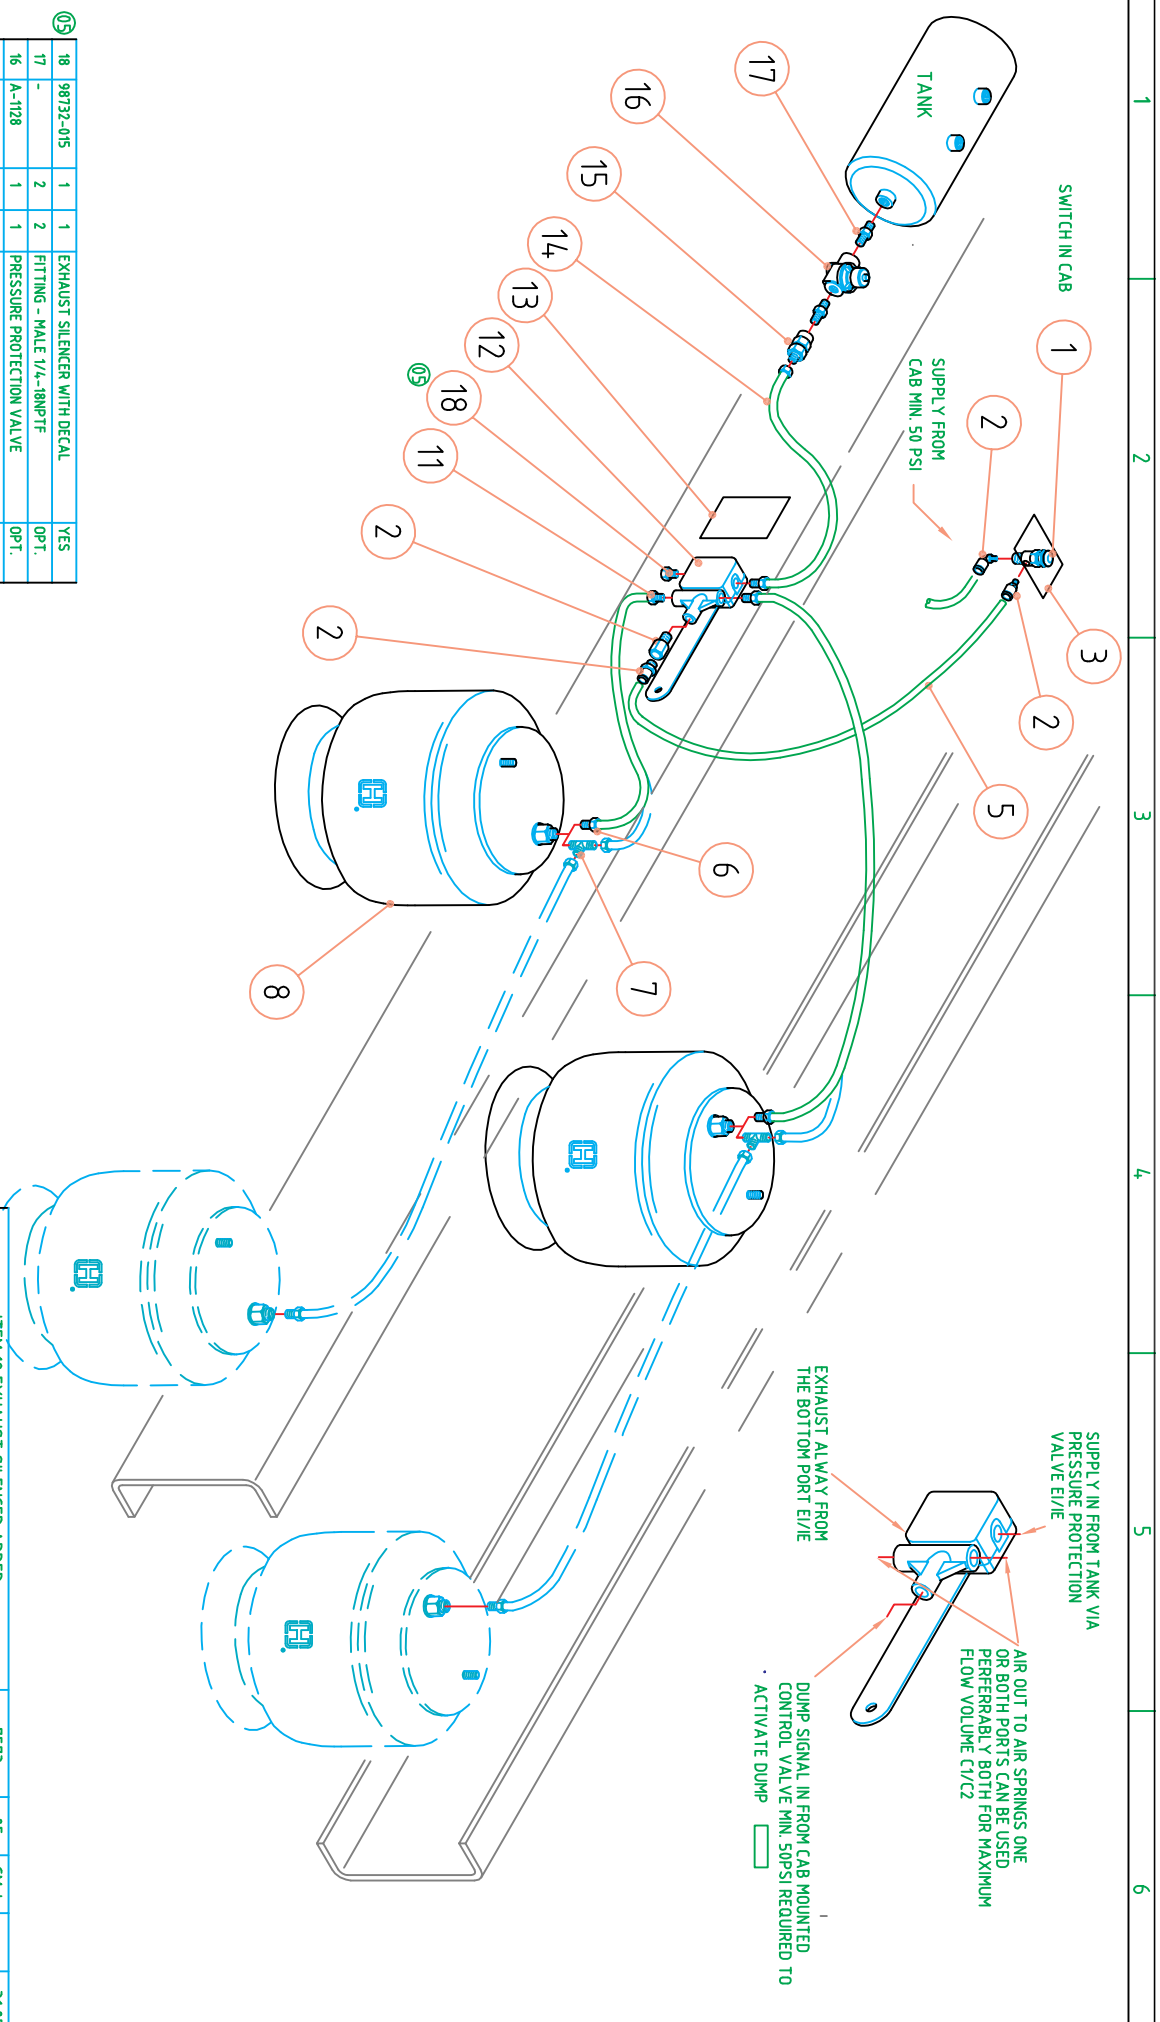 1
2
3
4
5
6
SWITCH IN CAB
TANK
SUPPLY FROM
CAB MIN. 50 PSI
1
2
3
2
5
17
16
15
14
13
12
18
05
11
2
2
6
7
8
SUPPLY IN FROM TANK VIA
PRESSURE PROTECTION
VALVE EI/IE
EXHAUST ALWAY FROM
THE BOTTOM PORT EI/IE
AIR OUT TO AIR SPRINGS ONE
OR BOTH PORTS CAN BE USED
PERFERRABLY BOTH FOR MAXIMUM
FLOW VOLUME C1/C2
DUMP SIGNAL IN FROM CAB MOUNTED
CONTROL VALVE MIN. 50PSI REQUIRED TO
ACTIVATE DUMP
H
H
H
H
05 18 98732-015 1 1 EXHAUST SILENCER WITH DECAL YES
17 - 2 2 FITTING - MALE 1/4-18NPTF OPT.
16 A-1128 1 1 PRESSURE PROTECTION VALVE OPT.